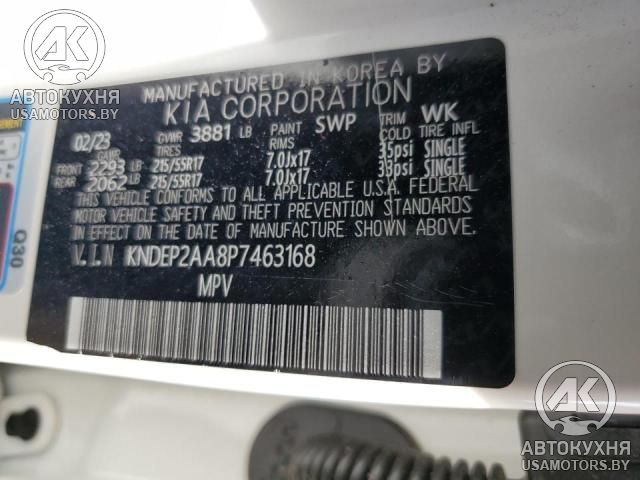 AK
АВТОКУХНЯ
USAMOTORS.BY
MANUFACTURED IN KOREA BY
KIA CORPORATION
02/23 GVWR 3881 LB PAINT SWP TRIM WK
GAWR TIRES RIMS COLD TIRE INFL
FRONT 2293 LB 215/55R17 7.0Jx17 35psi SINGLE
REAR 2062 LB 215/55R17 7.0Jx17 33psi SINGLE
THIS VEHICLE CONFORMS TO ALL APPLICABLE U.S.A. FEDERAL
MOTOR VEHICLE SAFETY AND THEFT PREVENTION STANDARDS
IN EFFECT ON THE DATE OF MANUFACTURE SHOWN ABOVE.
V.I.N KNDEP2AA8P7463168
MPV
Q30
AK
АВТОКУХНЯ
USAMOTORS.BY